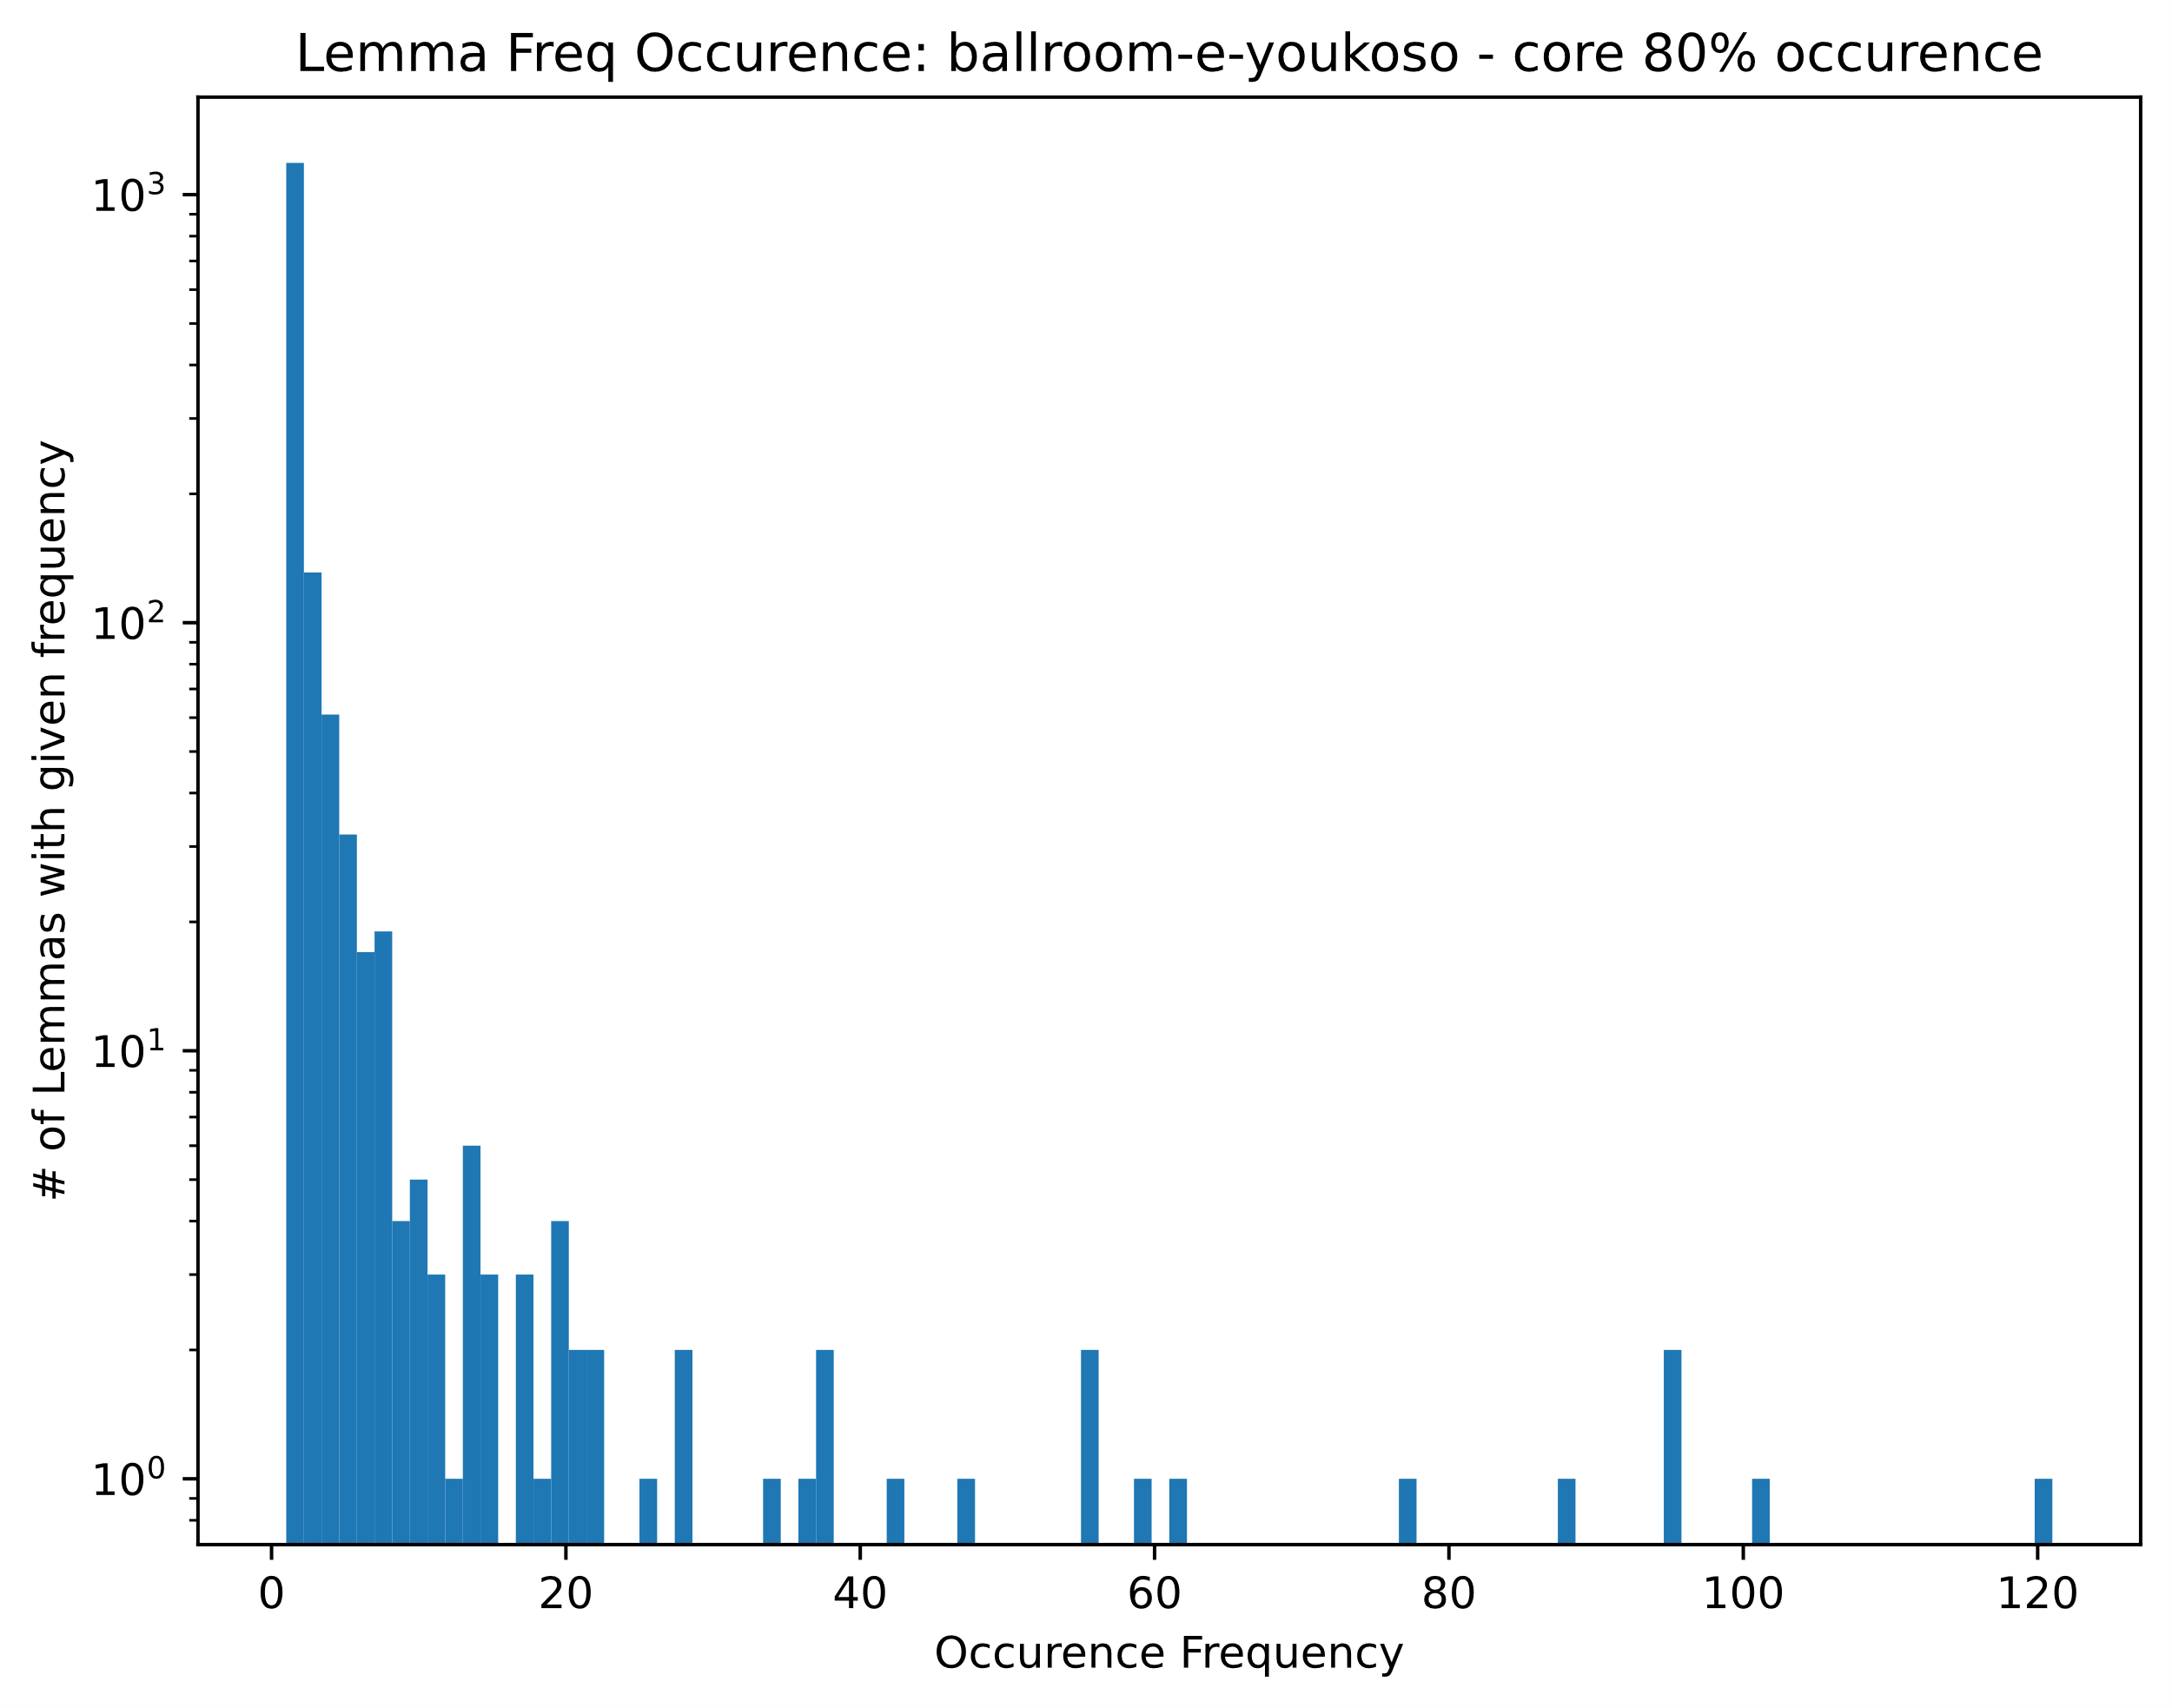 Lemma Freq Occurence: ballroom-e-youkoso - core 80% occurence
# of Lemmas with given frequency
10³
10²
10¹
10⁰
0 20 40 60 80 100 120
Occurence Frequency